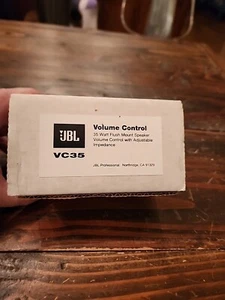 JBL
VC35
Volume Control
35 Watt Flush Mount Speaker
Volume Control with Adjustable
Impedance
JBL Professional Northridge, CA 91329